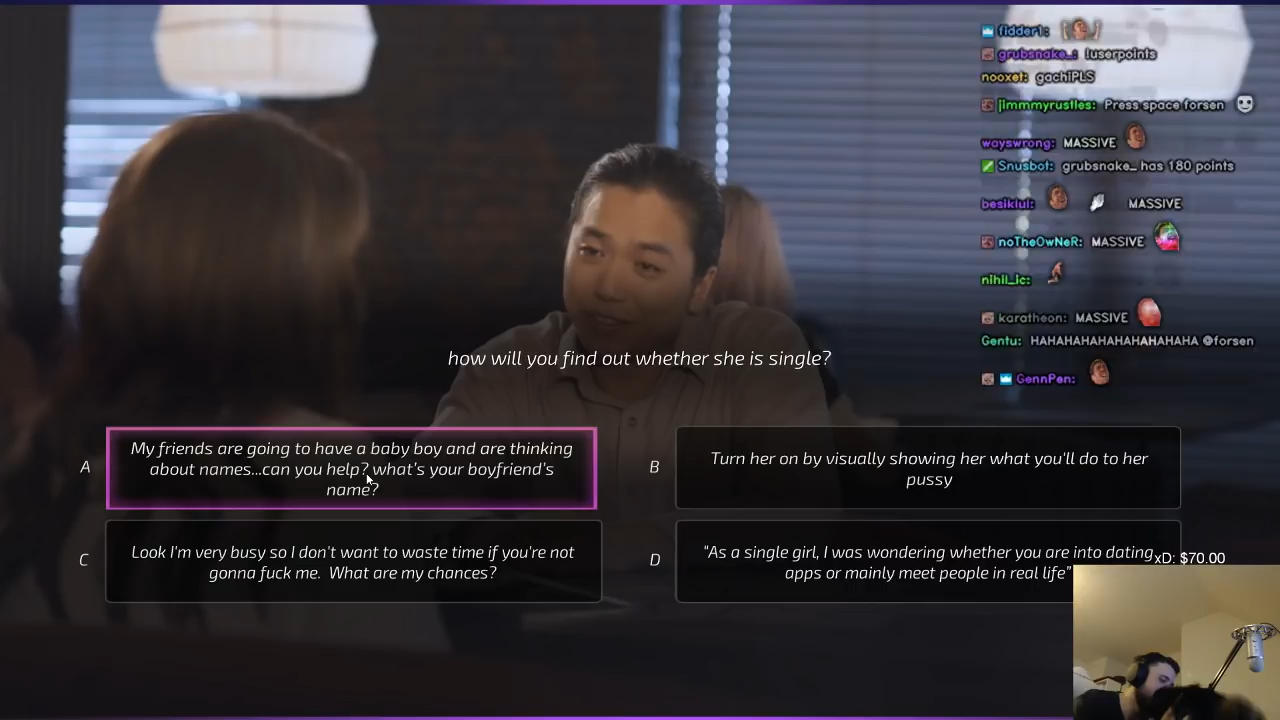 fidder1:
grubsnake_: !userpoints
nooxet: gachiPLS
jimmmyrustles: Press space forsen
wayswrong: MASSIVE
Snusbot: grubsnake_ has 180 points
besiklul: MASSIVE
noTheOwNeR: MASSIVE
nihil_ic:
karatheon: MASSIVE
Gentu: HAHAHAHAHAHAHAHAHA @forsen
GennPen:
how will you find out whether she is single?
A
My friends are going to have a baby boy and are thinking
about names...can you help? what's your boyfriend's
name?
B
Turn her on by visually showing her what you'll do to her
pussy
C
Look I'm very busy so I don't want to waste time if you're not
gonna fuck me. What are my chances?
D
"As a single girl, I was wondering whether you are into dating
apps or mainly meet people in real life"
xD: $70.00